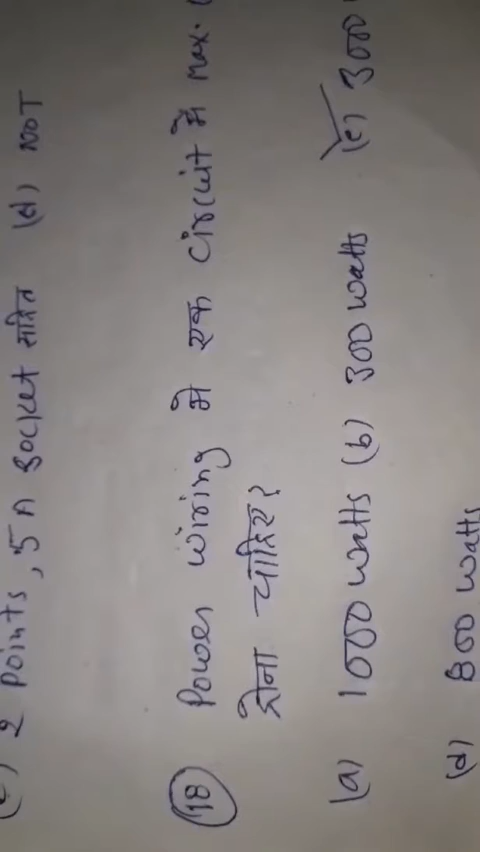 2 Points, 5 A socket सहित (d) NOT
(18) Power wiring में एक circuit में Max.
होना चाहिए?
(a) 1000 watts (b) 300 watts (c) 3000
(d) 800 watts